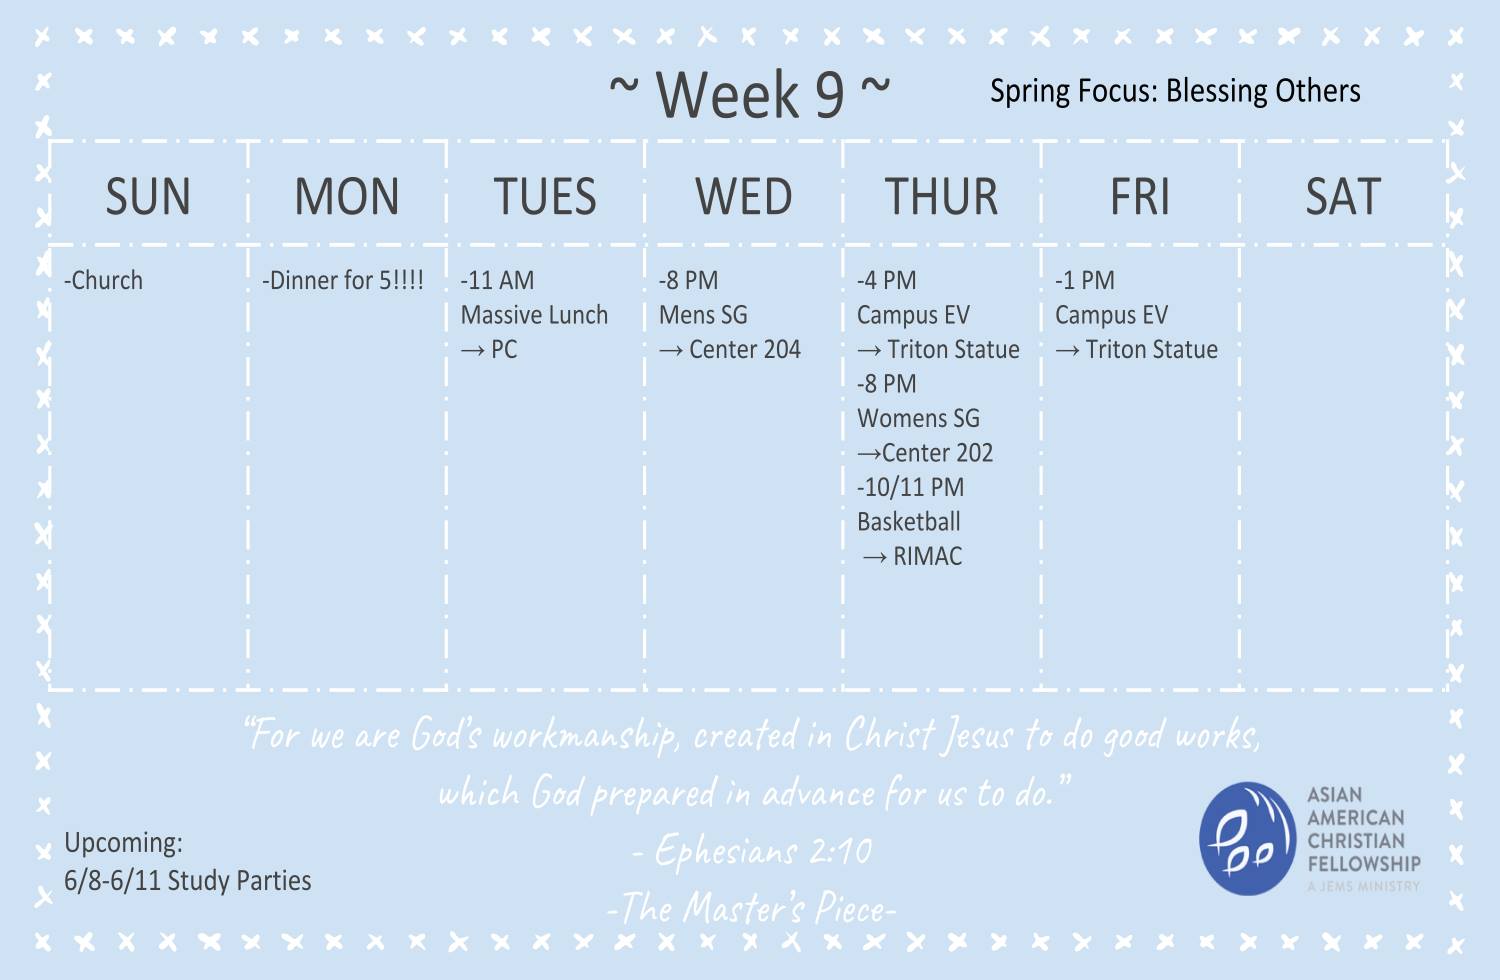 ~ Week 9 ~
Spring Focus: Blessing Others
SUN
MON
TUES
WED
THUR
FRI
SAT
-Church
-Dinner for 5!!!!
-11 AM
Massive Lunch
→ PC
-8 PM
Mens SG
→ Center 204
-4 PM
Campus EV
→ Triton Statue
-8 PM
Womens SG
→Center 202
-10/11 PM
Basketball
→ RIMAC
-1 PM
Campus EV
→ Triton Statue
“For we are God’s workmanship, created in Christ Jesus to do good works,
which God prepared in advance for us to do.”
- Ephesians 2:10
-The Master’s Piece-
Upcoming:
6/8-6/11 Study Parties
ASIAN
AMERICAN
CHRISTIAN
FELLOWSHIP
A JEMS MINISTRY